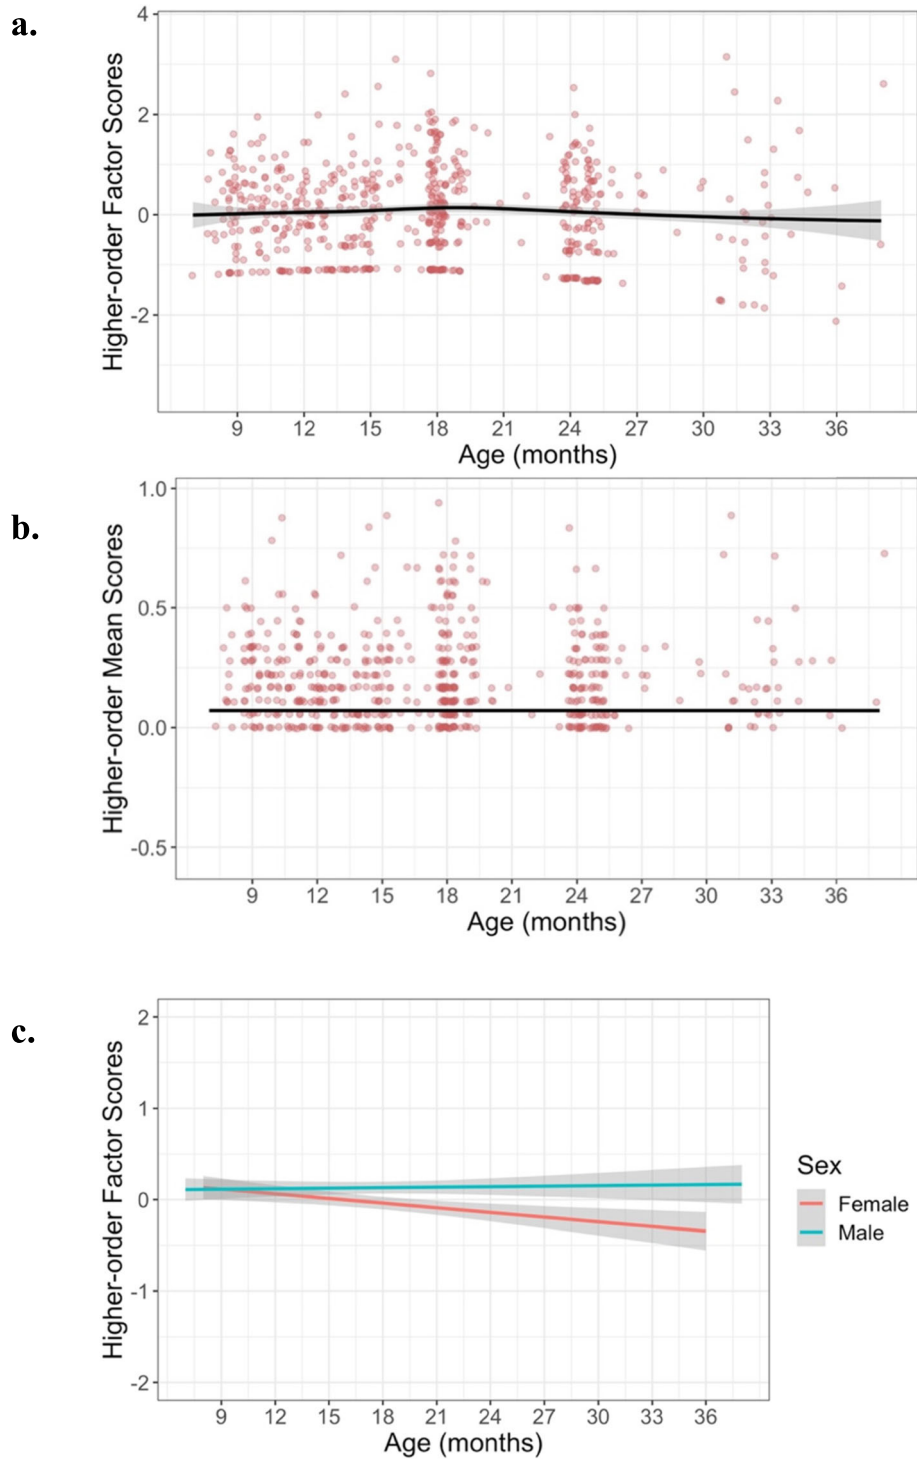 a.
Higher-order Factor Scores
4
2
0
-2
9 12 15 18 21 24 27 30 33 36
Age (months)
b.
Higher-order Mean Scores
1.0
0.5
0.0
-0.5
9 12 15 18 21 24 27 30 33 36
Age (months)
c.
Higher-order Factor Scores
2
1
0
-1
-2
9 12 15 18 21 24 27 30 33 36
Age (months)
Sex
Female
Male